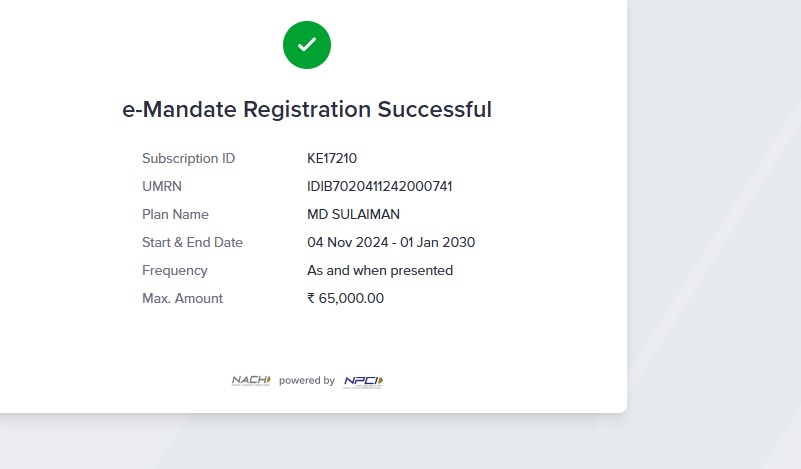 e-Mandate Registration Successful
Subscription ID KE17210
UMRN IDIB7020411242000741
Plan Name MD SULAIMAN
Start & End Date 04 Nov 2024 - 01 Jan 2030
Frequency As and when presented
Max. Amount ₹ 65,000.00
NACH powered by NPCI